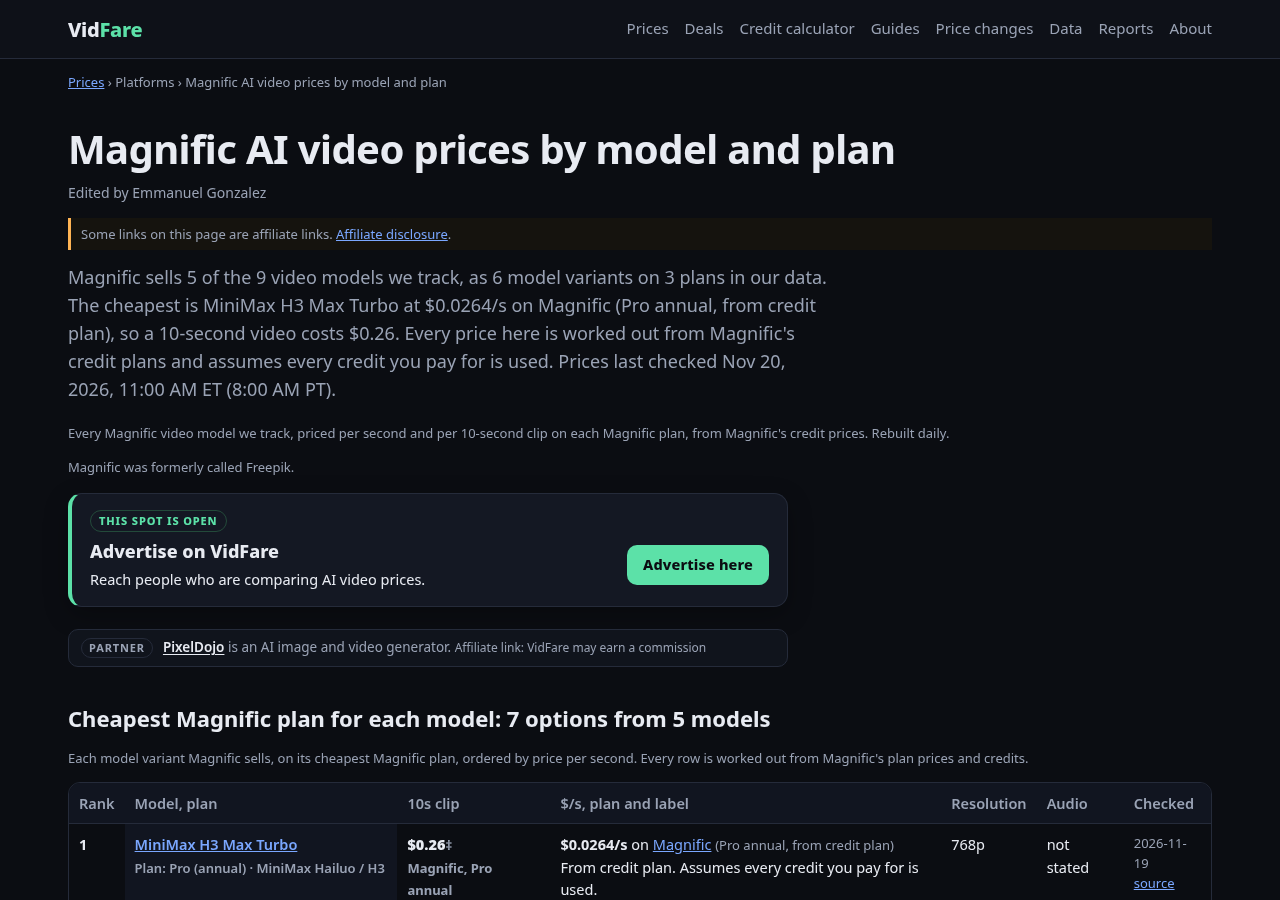 VidFare
Prices Deals Credit calculator Guides Price changes Data Reports About
Prices › Platforms › Magnific AI video prices by model and plan
Magnific AI video prices by model and plan
Edited by Emmanuel Gonzalez
Some links on this page are affiliate links. Affiliate disclosure.
Magnific sells 5 of the 9 video models we track, as 6 model variants on 3 plans in our data.
The cheapest is MiniMax H3 Max Turbo at $0.0264/s on Magnific (Pro annual, from credit
plan), so a 10-second video costs $0.26. Every price here is worked out from Magnific's
credit plans and assumes every credit you pay for is used. Prices last checked Nov 20,
2026, 11:00 AM ET (8:00 AM PT).
Every Magnific video model we track, priced per second and per 10-second clip on each Magnific plan, from Magnific's credit prices. Rebuilt daily.
Magnific was formerly called Freepik.
THIS SPOT IS OPEN
Advertise on VidFare
Reach people who are comparing AI video prices.
Advertise here
PARTNER PixelDojo is an AI image and video generator. Affiliate link: VidFare may earn a commission
Cheapest Magnific plan for each model: 7 options from 5 models
Each model variant Magnific sells, on its cheapest Magnific plan, ordered by price per second. Every row is worked out from Magnific's plan prices and credits.
Rank Model, plan 10s clip $/s, plan and label Resolution Audio Checked
1 MiniMax H3 Max Turbo $0.26‡ $0.0264/s on Magnific (Pro annual, from credit plan) 768p not 2026-11-
Plan: Pro (annual) · MiniMax Hailuo / H3 Magnific, Pro From credit plan. Assumes every credit you pay for is stated 19
annual used. source